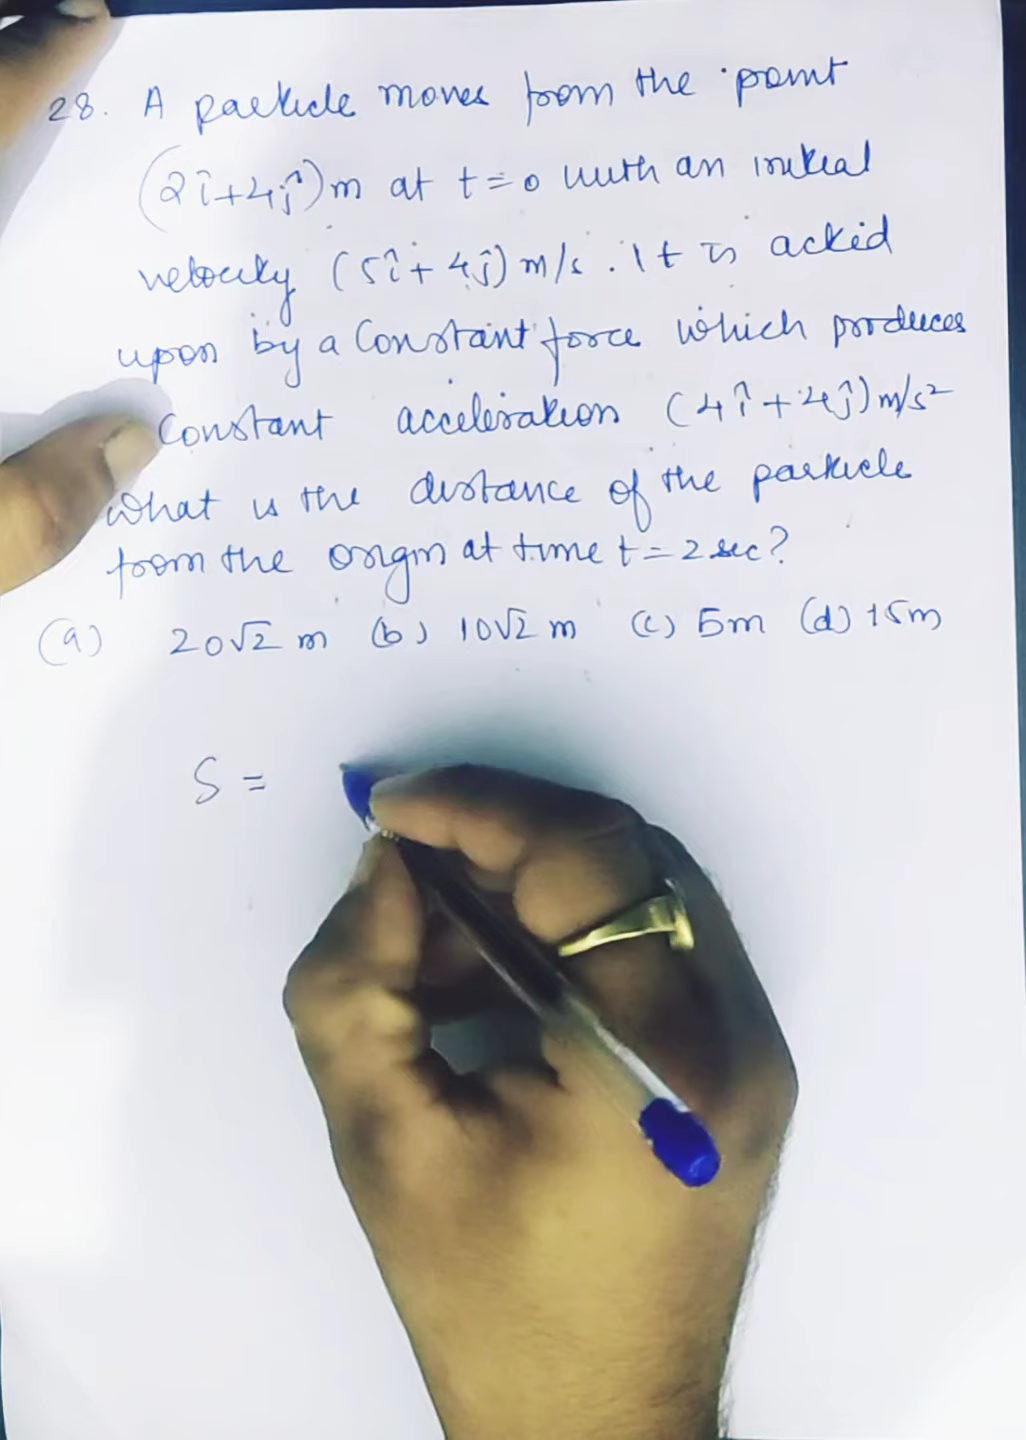 28. A particle moves from the point
(2î+4ĵ)m at t=0 with an initial
velocity (5î+4ĵ) m/s. It is acted
upon by a constant force which produces
constant acceleration (4î+4ĵ) m/s²
What is the distance of the particle
from the origin at time t=2 sec?
(a) 20√2 m (b) 10√2 m (c) 5m (d) 15m
S =